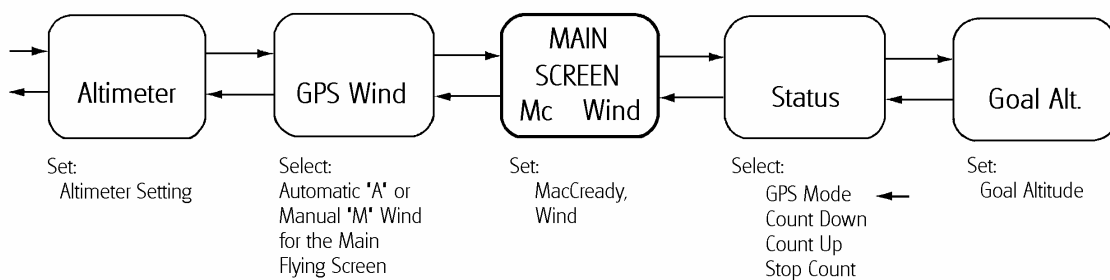 Altimeter
GPS Wind
MAIN
SCREEN
Mc Wind
Status
Goal Alt.
Set:
Altimeter Setting
Select:
Automatic "A" or
Manual "M" Wind
for the Main
Flying Screen
Set:
MacCready,
Wind
Select:
GPS Mode
Count Down
Count Up
Stop Count
Set:
Goal Altitude